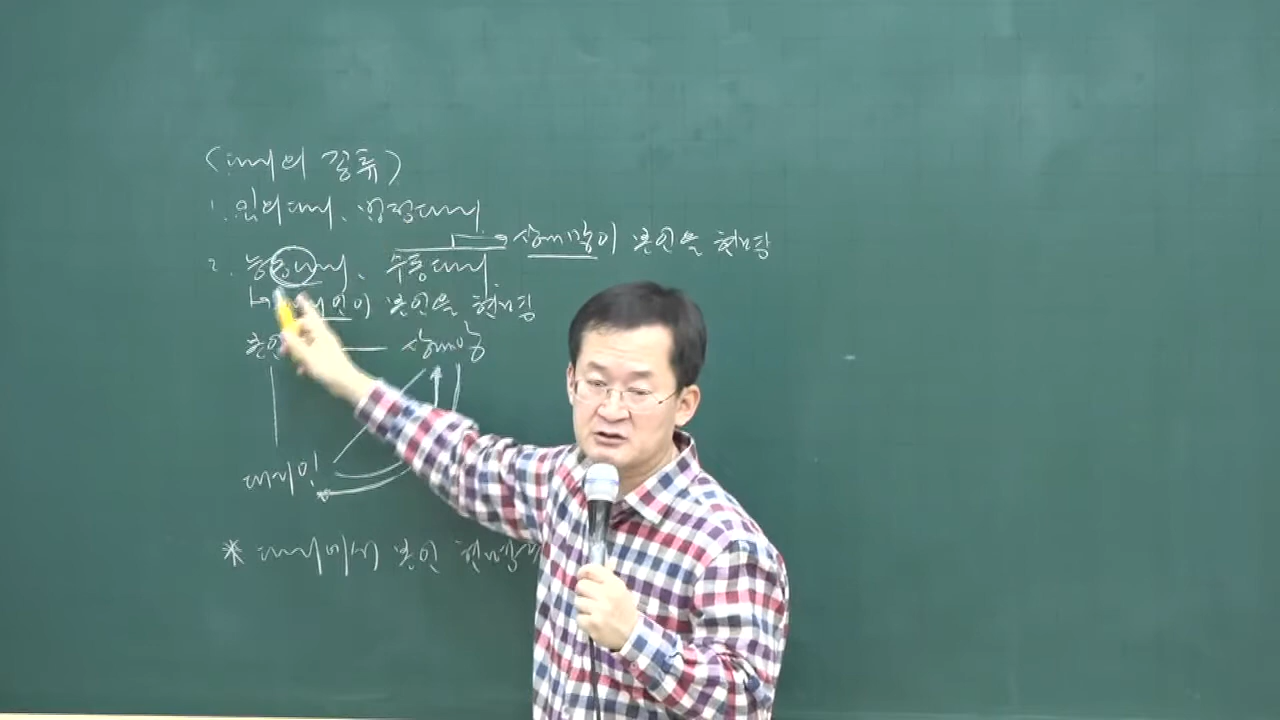 (대리의 종류)
1. 임의대리、법정대리
2. 능동대리、수동대리
→ 상대방이 본인을 현명
↳ 대리인이 본인을 현명
본인 상대방
대리인
* 대리에서 본인 현명